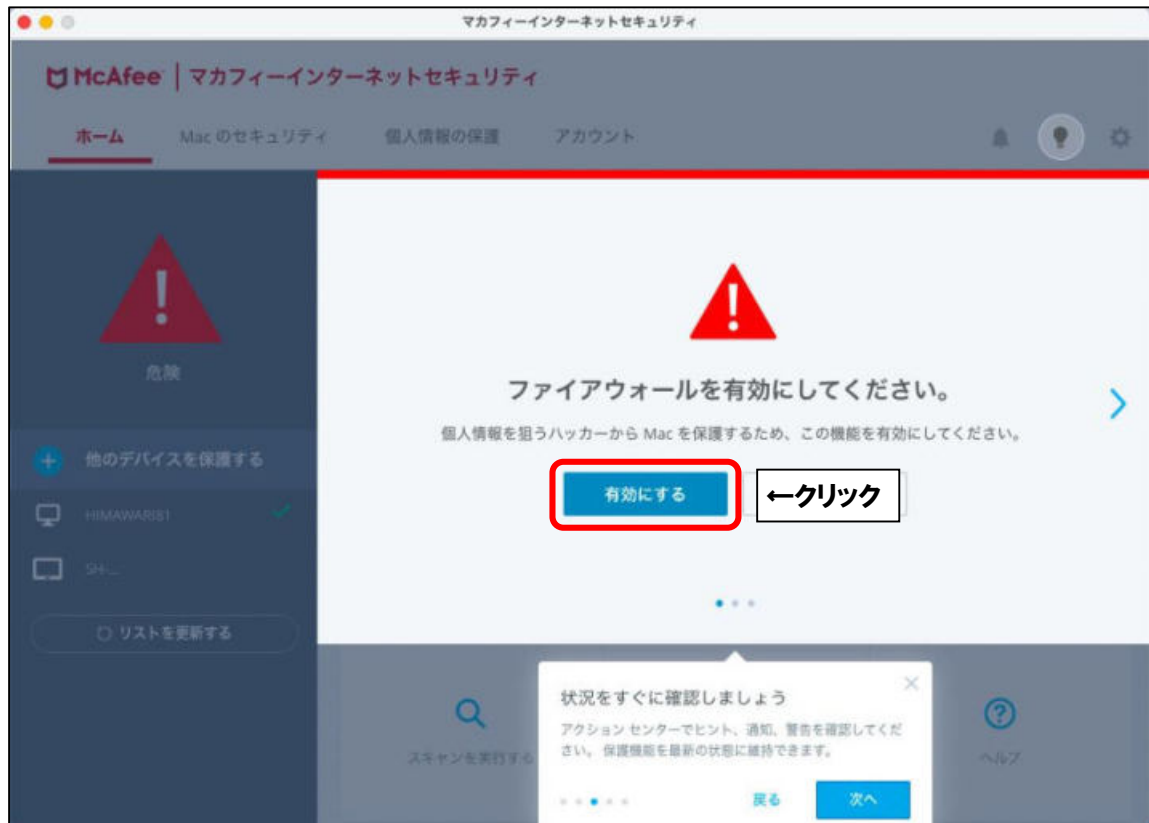 マカフィーインターネットセキュリティ
McAfee | マカフィーインターネットセキュリティ
ホーム Mac のセキュリティ 個人情報の保護 アカウント
危険
ファイアウォールを有効にしてください。
個人情報を狙うハッカーから Mac を保護するため、この機能を有効にしてください。
有効にする ←クリック
他のデバイスを保護する
HIMAWARI81
SH-...
リストを更新する
状況をすぐに確認しましょう
アクション センターでヒント、通知、警告を確認してくだ
さい。 保護機能を最新の状態に維持できます。
戻る 次へ
スキャンを実行する
ヘルプ